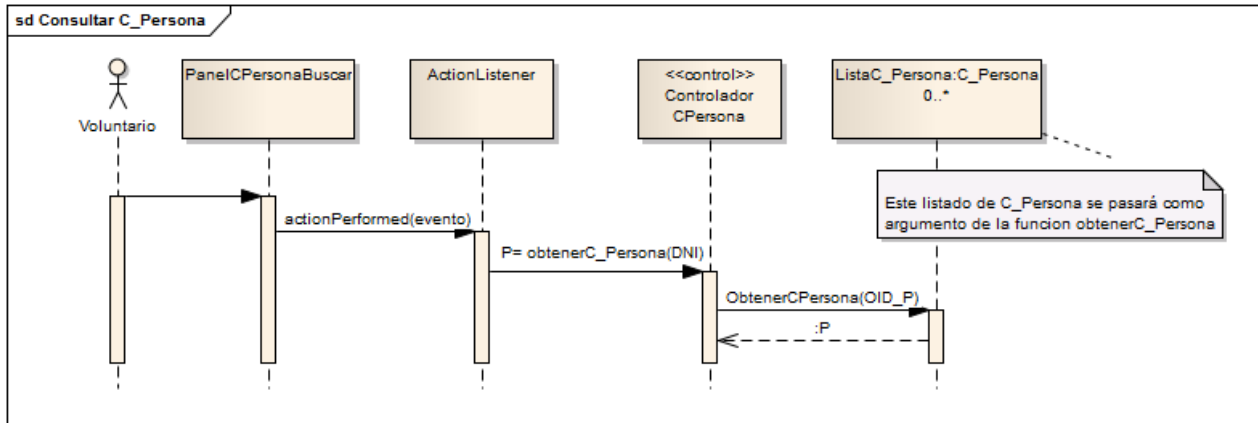 sd Consultar C_Persona
Voluntario
PanelCPersonaBuscar
ActionListener
<<control>>
Controlador
CPersona
ListaC_Persona:C_Persona
0..*
Este listado de C_Persona se pasará como
argumento de la funcion obtenerC_Persona
actionPerformed(evento)
P= obtenerC_Persona(DNI)
ObtenerCPersona(OID_P)
:P